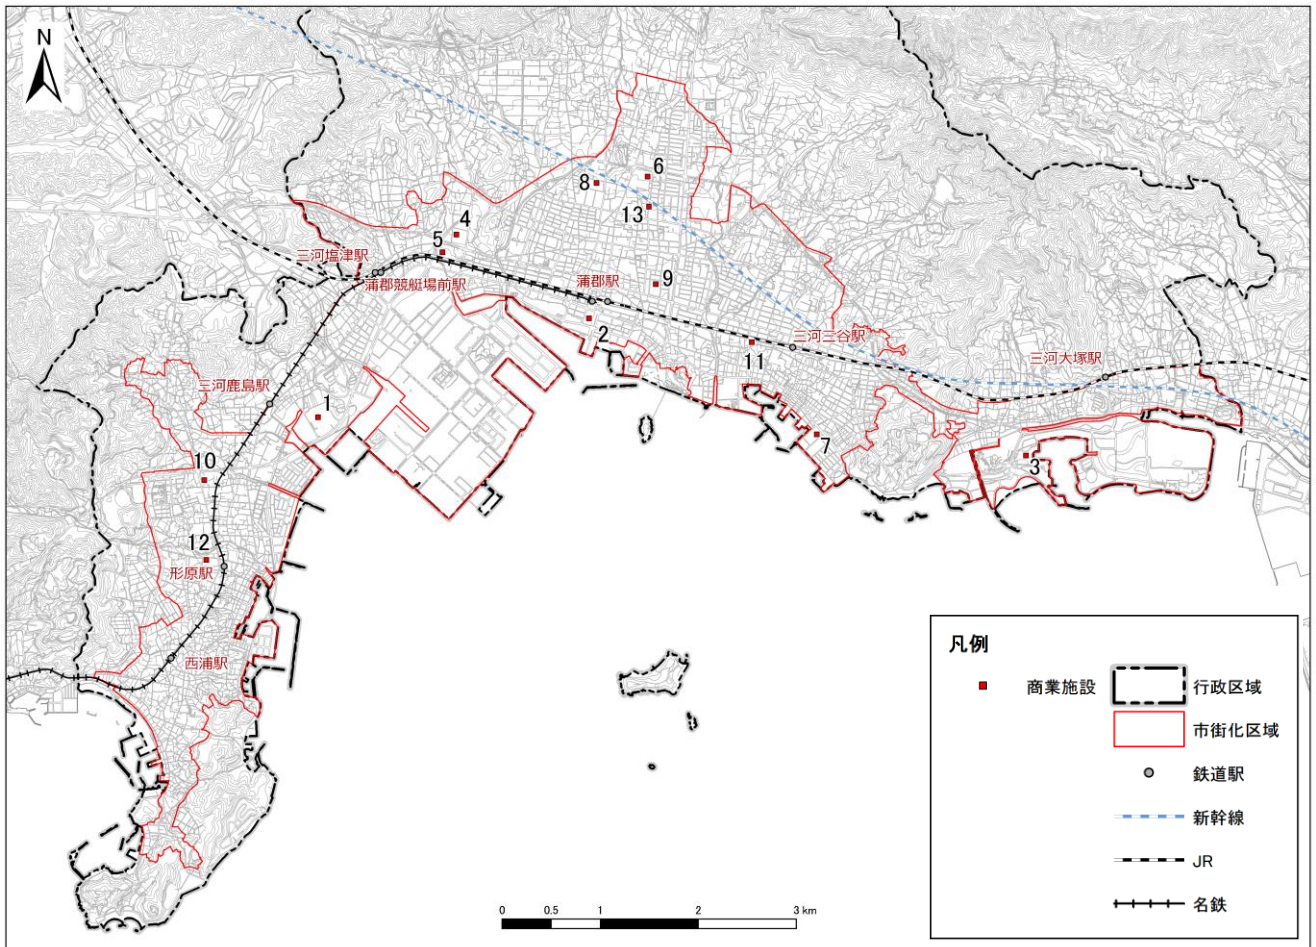 N
6
8
13
4
5
三河塩津駅
蒲郡競艇場前駅
蒲郡駅
9
2
三河三谷駅
11
三河大塚駅
三河鹿島駅
1
7
3
10
12
形原駅
西浦駅
凡例
商業施設
行政区域
市街化区域
鉄道駅
新幹線
JR
名鉄
0 0.5 1 2 3 km